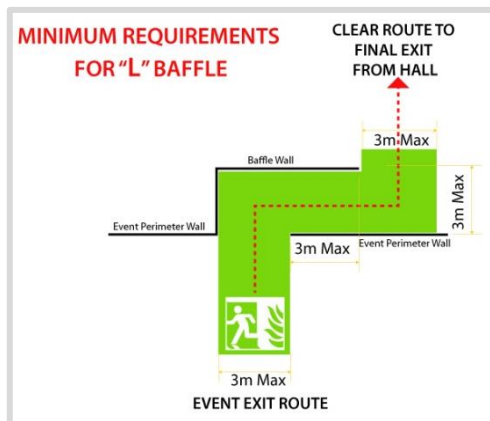 MINIMUM REQUIREMENTS
FOR “L” BAFFLE
CLEAR ROUTE TO
FINAL EXIT
FROM HALL
3m Max
Baffle Wall
3m Max
Event Perimeter Wall
3m Max
Event Perimeter Wall
3m Max
EVENT EXIT ROUTE